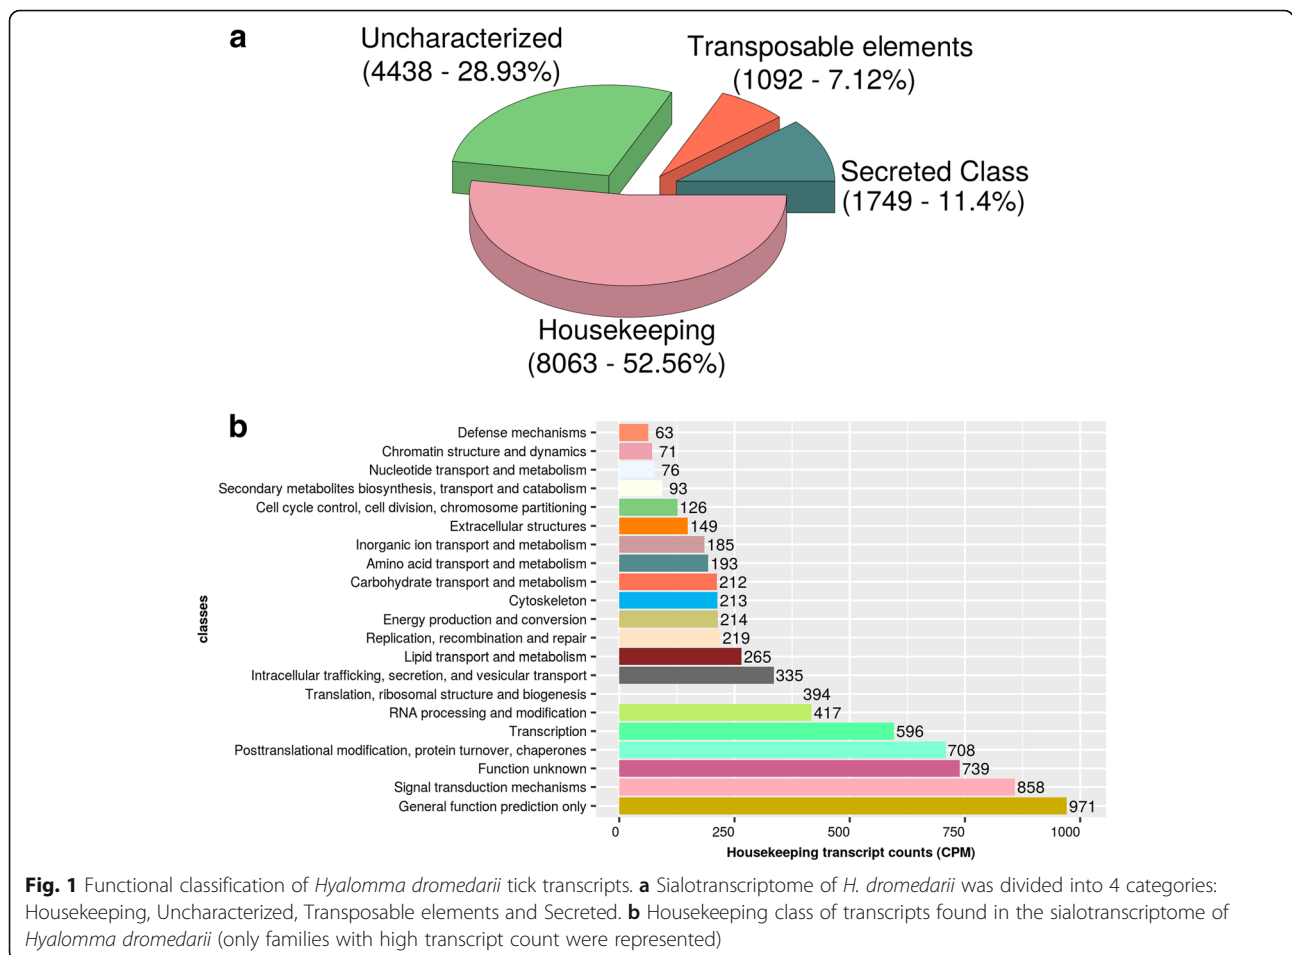 a
Uncharacterized
(4438 - 28.93%)
Transposable elements
(1092 - 7.12%)
Secreted Class
(1749 - 11.4%)
Housekeeping
(8063 - 52.56%)
b
classes
Defense mechanisms 63
Chromatin structure and dynamics 71
Nucleotide transport and metabolism 76
Secondary metabolites biosynthesis, transport and catabolism 93
Cell cycle control, cell division, chromosome partitioning 126
Extracellular structures 149
Inorganic ion transport and metabolism 185
Amino acid transport and metabolism 193
Carbohydrate transport and metabolism 212
Cytoskeleton 213
Energy production and conversion 214
Replication, recombination and repair 219
Lipid transport and metabolism 265
Intracellular trafficking, secretion, and vesicular transport 335
Translation, ribosomal structure and biogenesis 394
RNA processing and modification 417
Transcription 596
Posttranslational modification, protein turnover, chaperones 708
Function unknown 739
Signal transduction mechanisms 858
General function prediction only 971
0 250 500 750 1000
Housekeeping transcript counts (CPM)
Fig. 1 Functional classification of Hyalomma dromedarii tick transcripts. a Sialotranscriptome of H. dromedarii was divided into 4 categories:
Housekeeping, Uncharacterized, Transposable elements and Secreted. b Housekeeping class of transcripts found in the sialotranscriptome of
Hyalomma dromedarii (only families with high transcript count were represented)